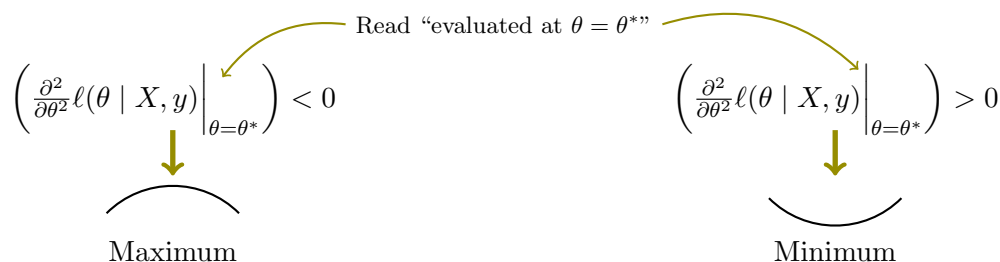 Read “evaluated at θ = θ*”
( ∂²/∂θ² ℓ(θ | X, y)|θ=θ* ) < 0
( ∂²/∂θ² ℓ(θ | X, y)|θ=θ* ) > 0
Maximum
Minimum